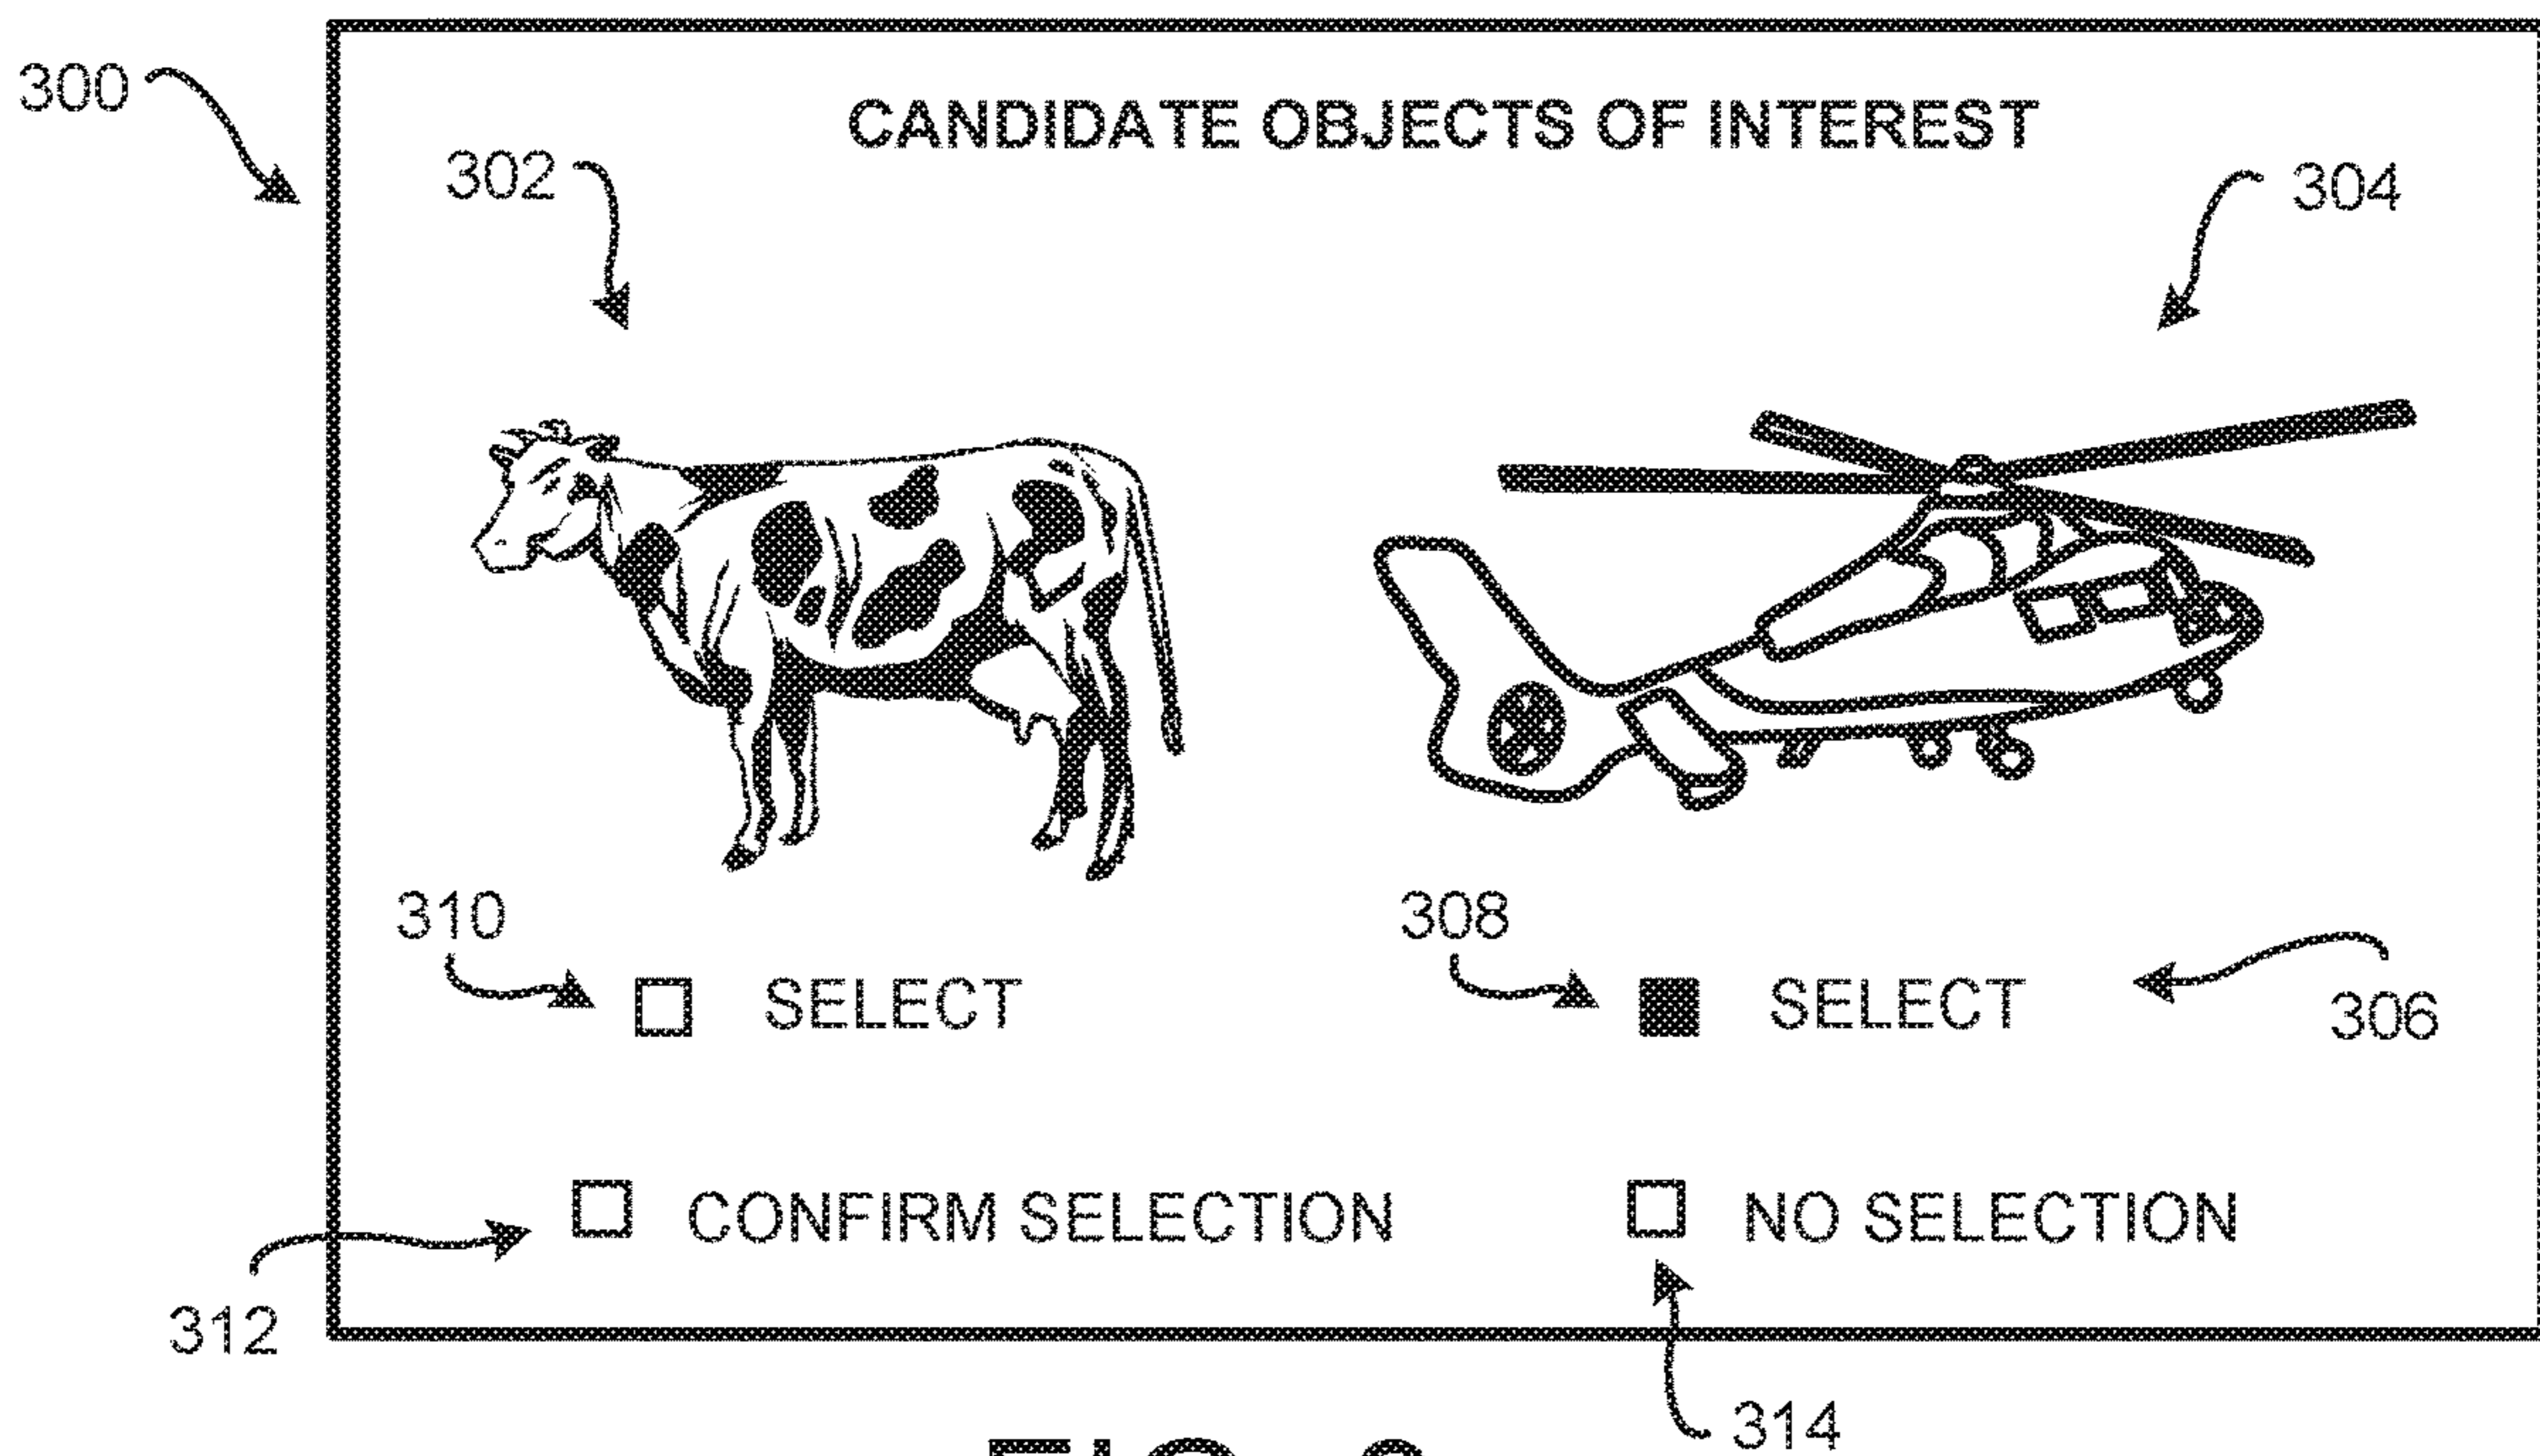 300
CANDIDATE OBJECTS OF INTEREST
302
304
310
308
SELECT
SELECT
306
CONFIRM SELECTION
NO SELECTION
312
314